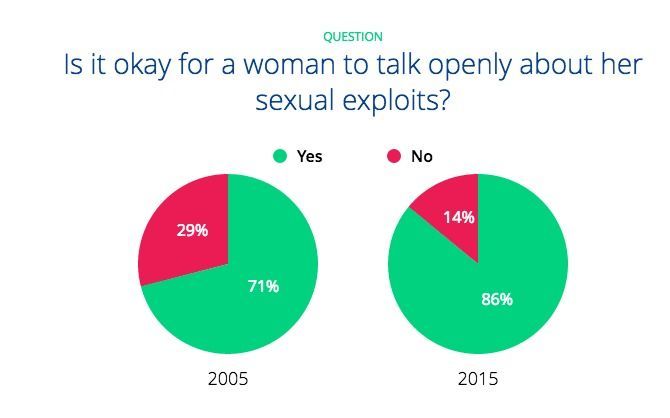 QUESTION
Is it okay for a woman to talk openly about her
sexual exploits?
Yes
No
29%
71%
14%
86%
2005
2015